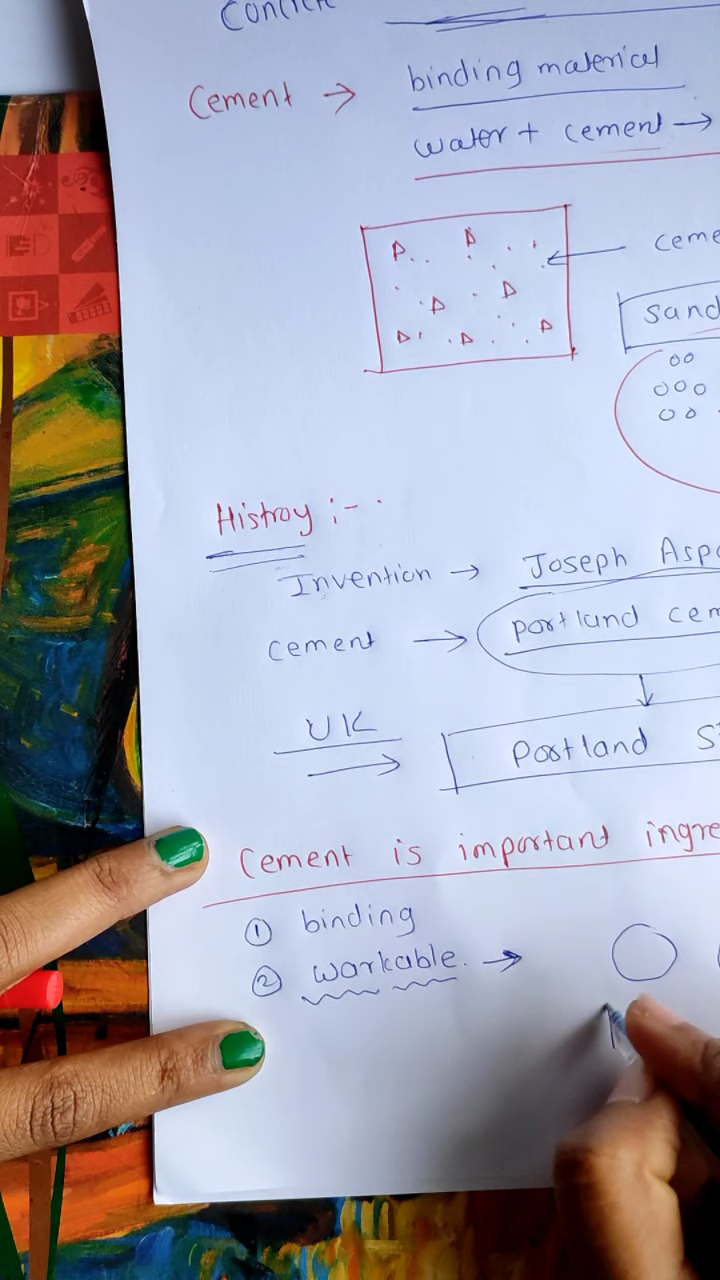 Cement → binding material
water + cement →
sand
Histroy :-
Invention → Joseph
cement → portland
UK
Portland
Cement is important
① binding
② workable. →